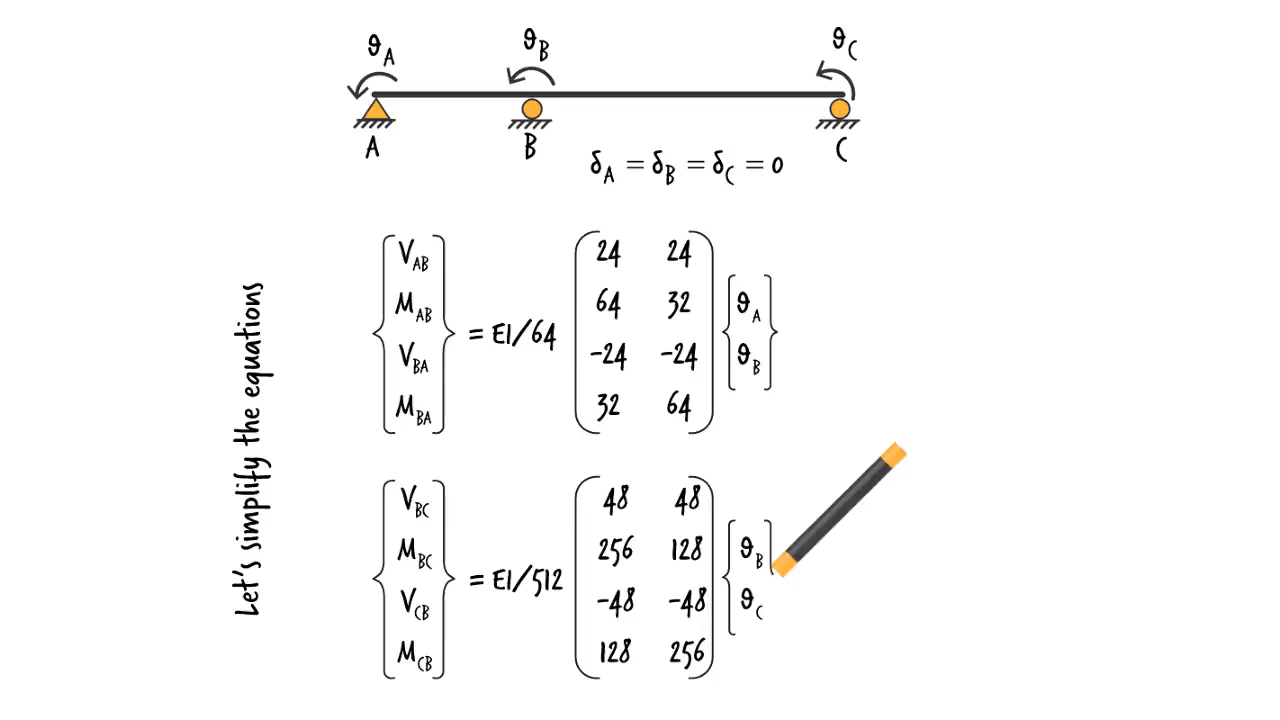 ϑA ϑB ϑC
A B C
δA = δB = δC = 0
Let's simplify the equations
VAB 24 24
MAB 64 32 ϑA
= EI/64
VBA -24 -24 ϑB
MBA 32 64
VBC 48 48
MBC 256 128 ϑB
= EI/512
VCB -48 -48 ϑC
MCB 128 256